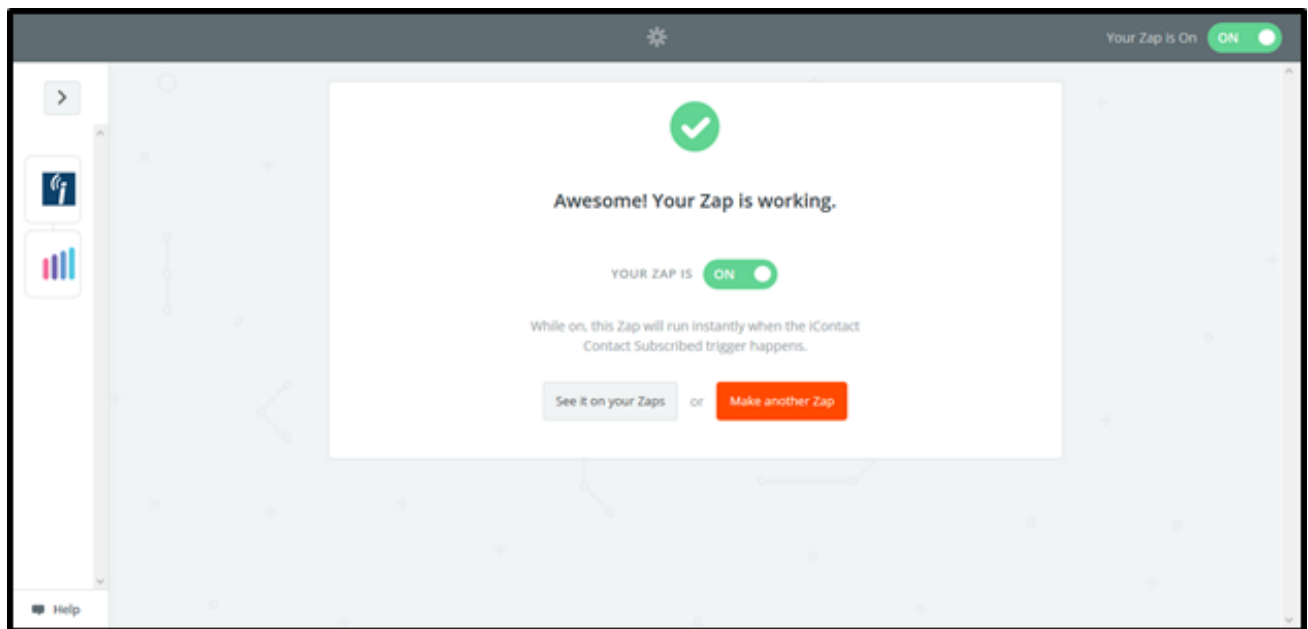 Your Zap is On ON
Awesome! Your Zap is working.
YOUR ZAP IS ON
While on, this Zap will run instantly when the iContact
Contact Subscribed trigger happens.
See it on your Zaps or Make another Zap
Help